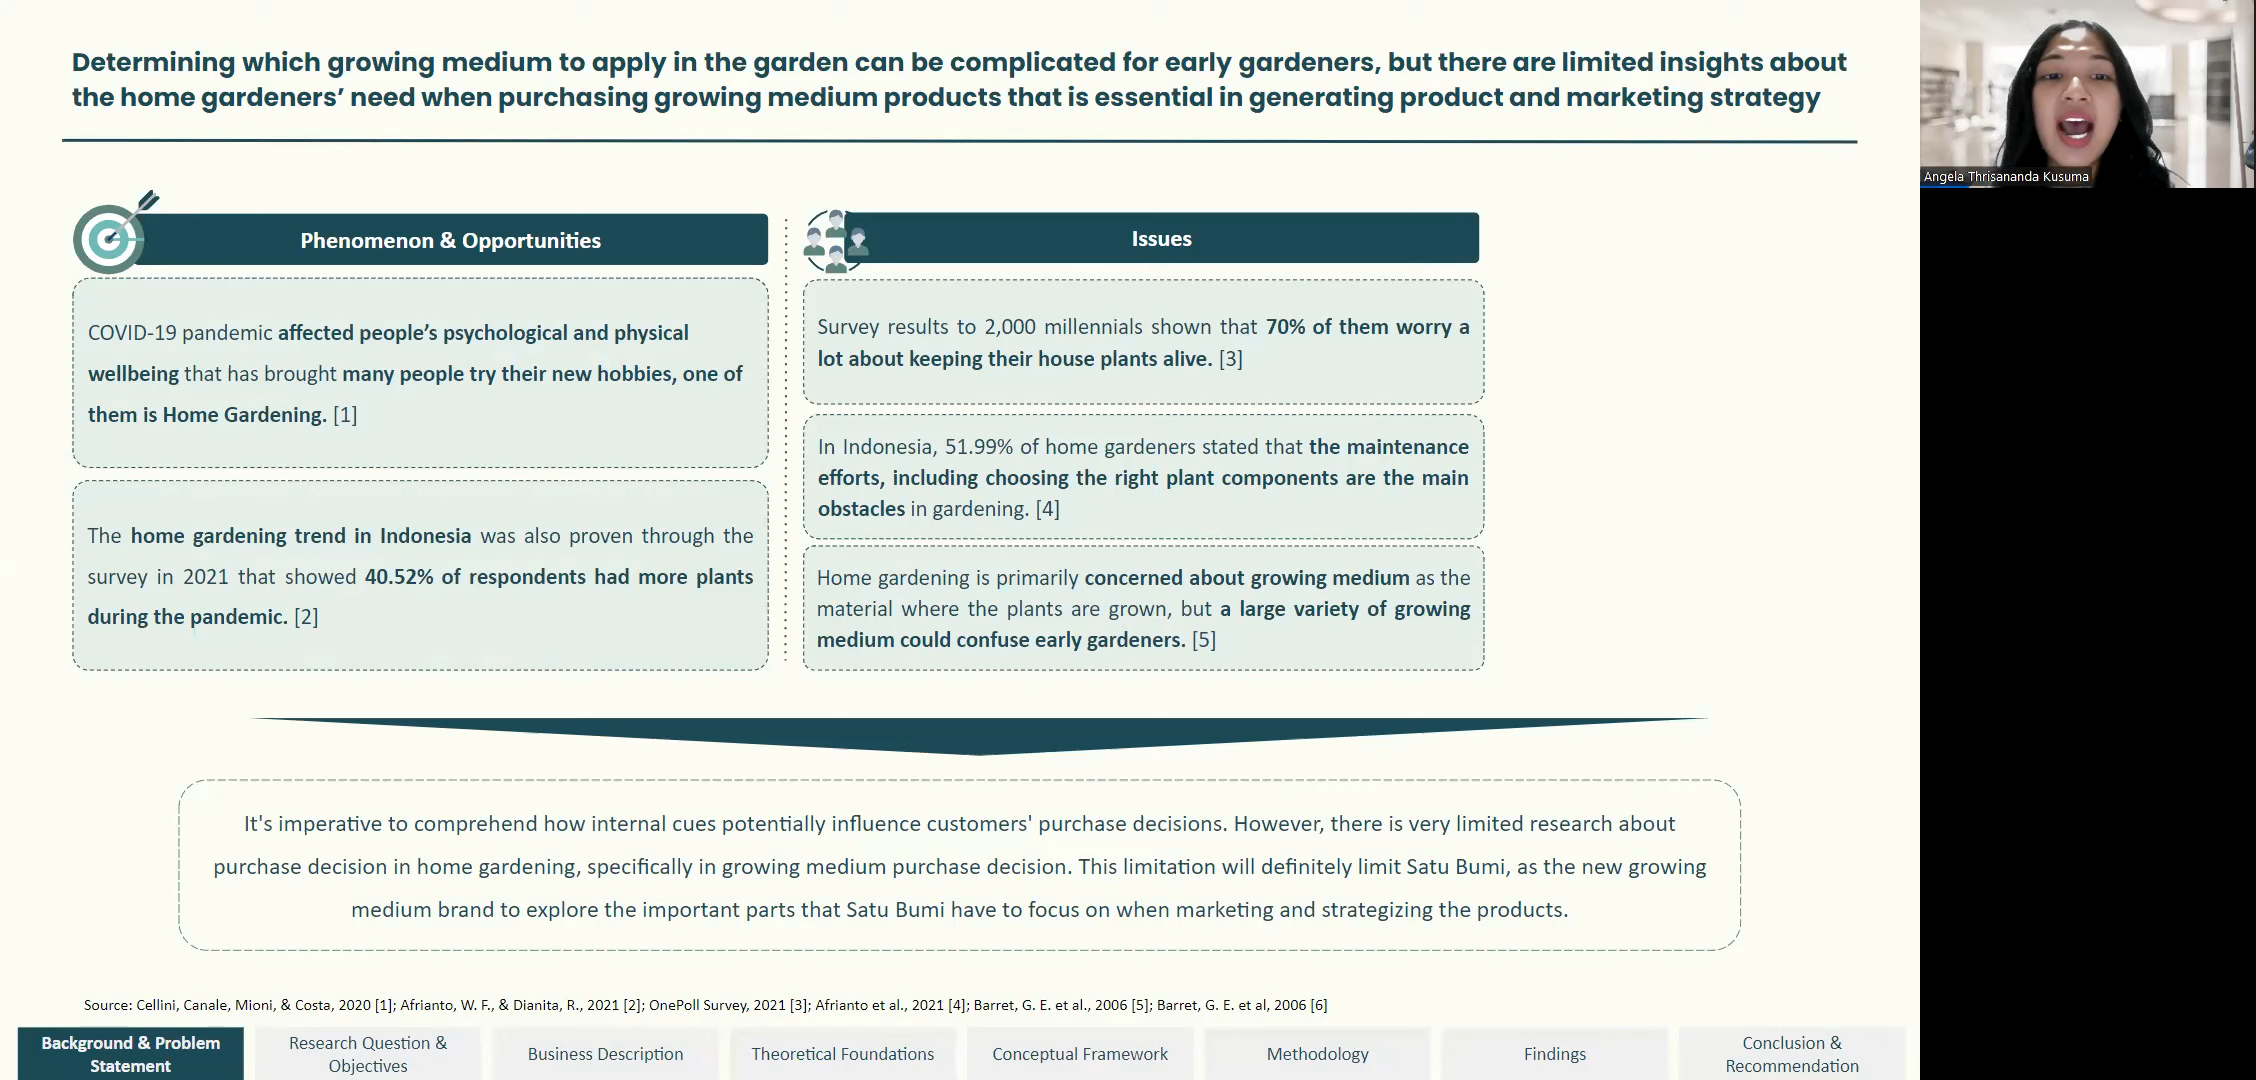 Determining which growing medium to apply in the garden can be complicated for early gardeners, but there are limited insights about
the home gardeners’ need when purchasing growing medium products that is essential in generating product and marketing strategy
Angela Thrisananda Kusuma
Phenomenon & Opportunities
COVID-19 pandemic affected people’s psychological and physical
wellbeing that has brought many people try their new hobbies, one of
them is Home Gardening. [1]
The home gardening trend in Indonesia was also proven through the
survey in 2021 that showed 40.52% of respondents had more plants
during the pandemic. [2]
Issues
Survey results to 2,000 millennials shown that 70% of them worry a
lot about keeping their house plants alive. [3]
In Indonesia, 51.99% of home gardeners stated that the maintenance
efforts, including choosing the right plant components are the main
obstacles in gardening. [4]
Home gardening is primarily concerned about growing medium as the
material where the plants are grown, but a large variety of growing
medium could confuse early gardeners. [5]
It's imperative to comprehend how internal cues potentially influence customers' purchase decisions. However, there is very limited research about
purchase decision in home gardening, specifically in growing medium purchase decision. This limitation will definitely limit Satu Bumi, as the new growing
medium brand to explore the important parts that Satu Bumi have to focus on when marketing and strategizing the products.
Source: Cellini, Canale, Mioni, & Costa, 2020 [1]; Afrianto, W. F., & Dianita, R., 2021 [2]; OnePoll Survey, 2021 [3]; Afrianto et al., 2021 [4]; Barret, G. E. et al., 2006 [5]; Barret, G. E. et al, 2006 [6]
Background & Problem
Statement
Research Question &
Objectives
Business Description
Theoretical Foundations
Conceptual Framework
Methodology
Findings
Conclusion &
Recommendation